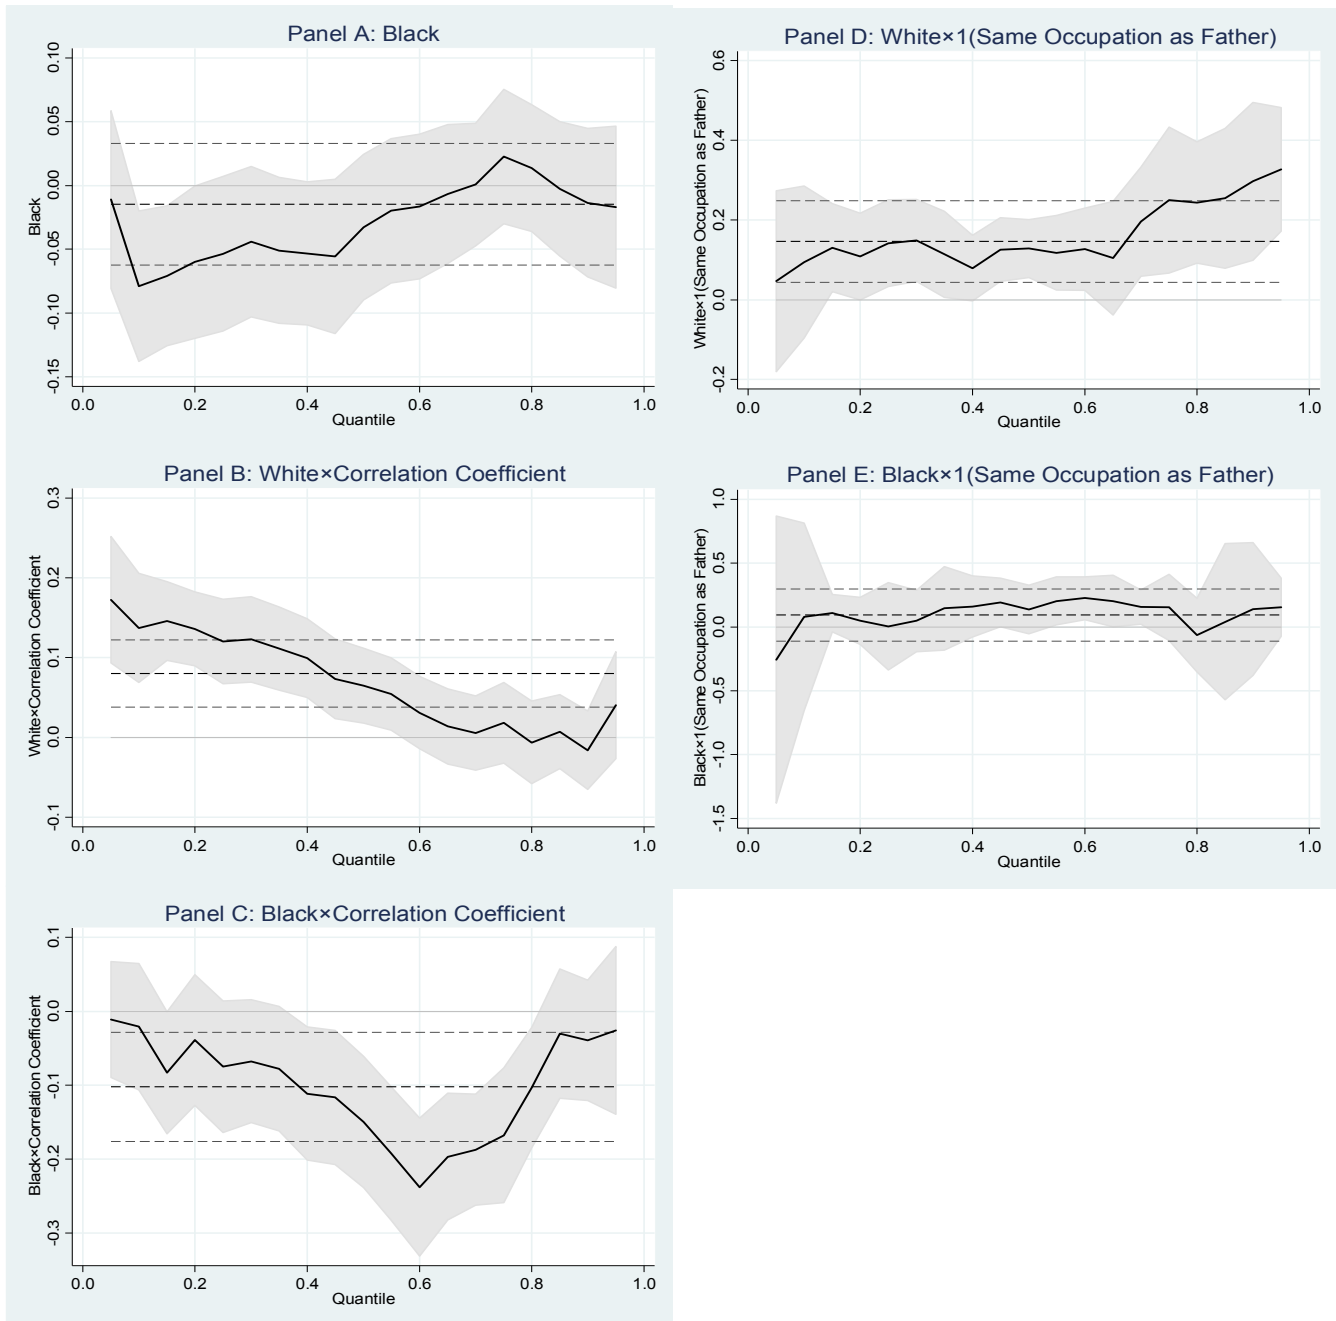 Panel A: Black
0.10
0.05
0.00
-0.05
-0.10
-0.15
Black
0.0 0.2 0.4 0.6 0.8 1.0
Quantile
Panel B: White×Correlation Coefficient
0.3
0.2
0.1
0.0
-0.1
White×Correlation Coefficient
0.0 0.2 0.4 0.6 0.8 1.0
Quantile
Panel C: Black×Correlation Coefficient
0.1
0.0
-0.1
-0.2
-0.3
Black×Correlation Coefficient
0.0 0.2 0.4 0.6 0.8 1.0
Quantile
Panel D: White×1(Same Occupation as Father)
0.6
0.4
0.2
0.0
-0.2
White×1(Same Occupation as Father)
0.0 0.2 0.4 0.6 0.8 1.0
Quantile
Panel E: Black×1(Same Occupation as Father)
1.0
0.5
0.0
-0.5
-1.0
-1.5
Black×1(Same Occupation as Father)
0.0 0.2 0.4 0.6 0.8 1.0
Quantile